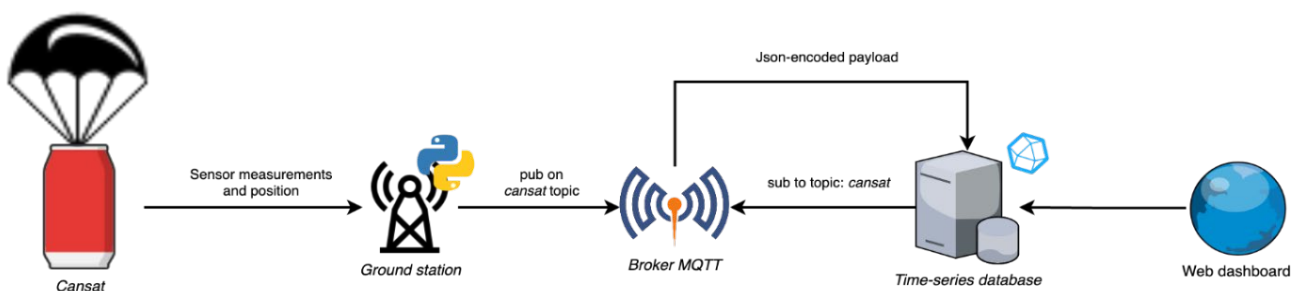 Json-encoded payload
Sensor measurements
and position
pub on
cansat topic
sub to topic: cansat
Cansat
Ground station
Broker MQTT
Time-series database
Web dashboard